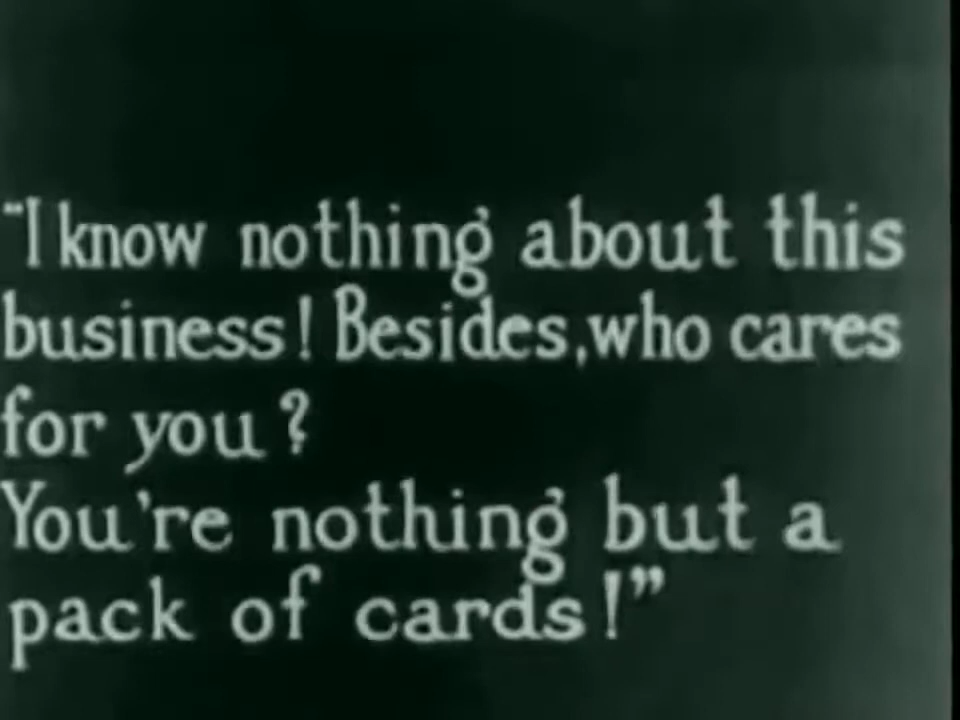 “I know nothing about this
business! Besides, who cares
for you?
You're nothing but a
pack of cards!”